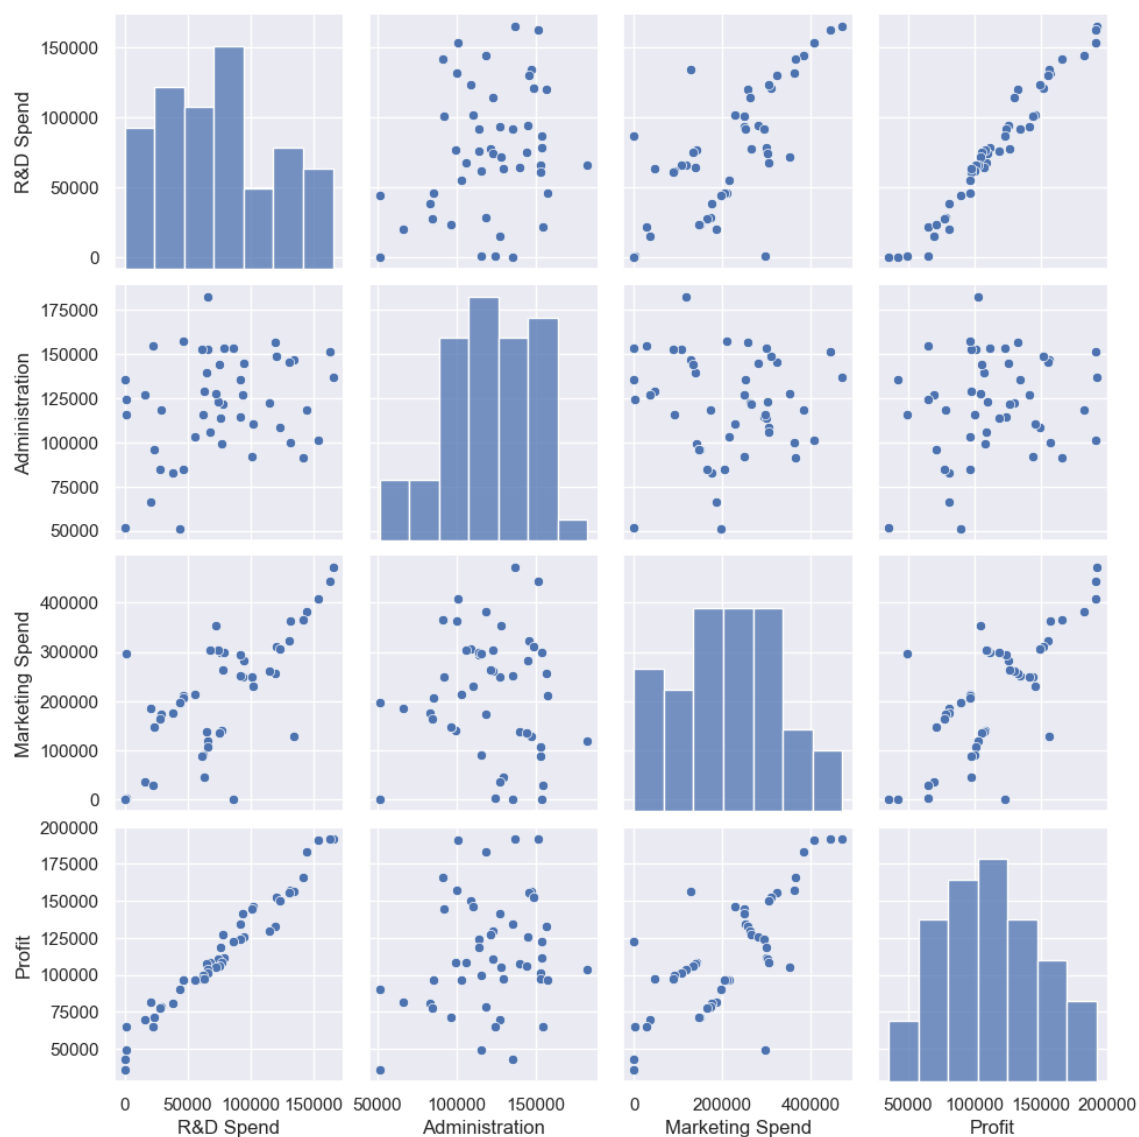 R&D Spend
150000
100000
50000
0
Administration
175000
150000
125000
100000
75000
50000
Marketing Spend
400000
300000
200000
100000
0
Profit
200000
175000
150000
125000
100000
75000
50000
0 50000 100000 150000
50000 100000 150000
0 200000 400000
50000 100000 150000 200000
R&D Spend Administration Marketing Spend Profit